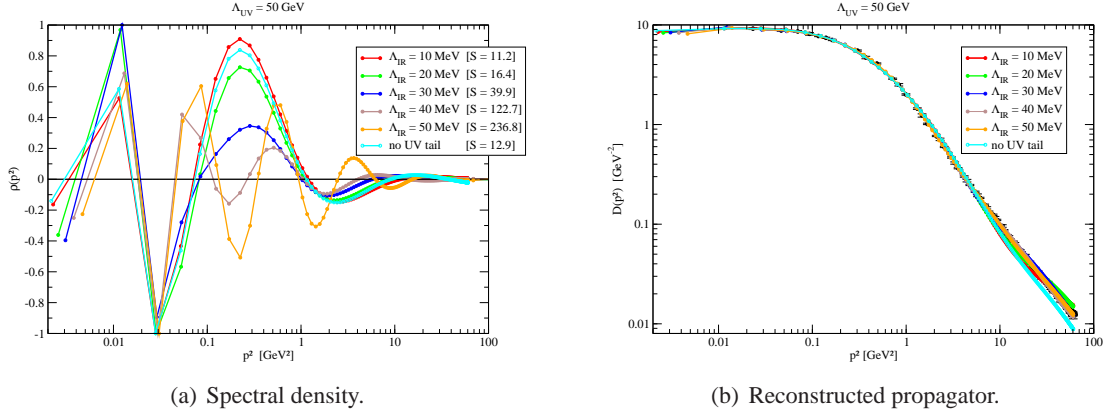 Λ_UV = 50 GeV
ρ(p²)
1
0.8
0.6
0.4
0.2
0
-0.2
-0.4
-0.6
-0.8
-1
Λ_IR = 10 MeV [S = 11.2]
Λ_IR = 20 MeV [S = 16.4]
Λ_IR = 30 MeV [S = 39.9]
Λ_IR = 40 MeV [S = 122.7]
Λ_IR = 50 MeV [S = 236.8]
no UV tail [S = 12.9]
0.01 0.1 1 10 100
p² [GeV²]
(a) Spectral density.
Λ_UV = 50 GeV
D(p²) [GeV⁻²]
10
1
0.1
0.01
Λ_IR = 10 MeV
Λ_IR = 20 MeV
Λ_IR = 30 MeV
Λ_IR = 40 MeV
Λ_IR = 50 MeV
no UV tail
0.01 0.1 1 10 100
p² [GeV²]
(b) Reconstructed propagator.